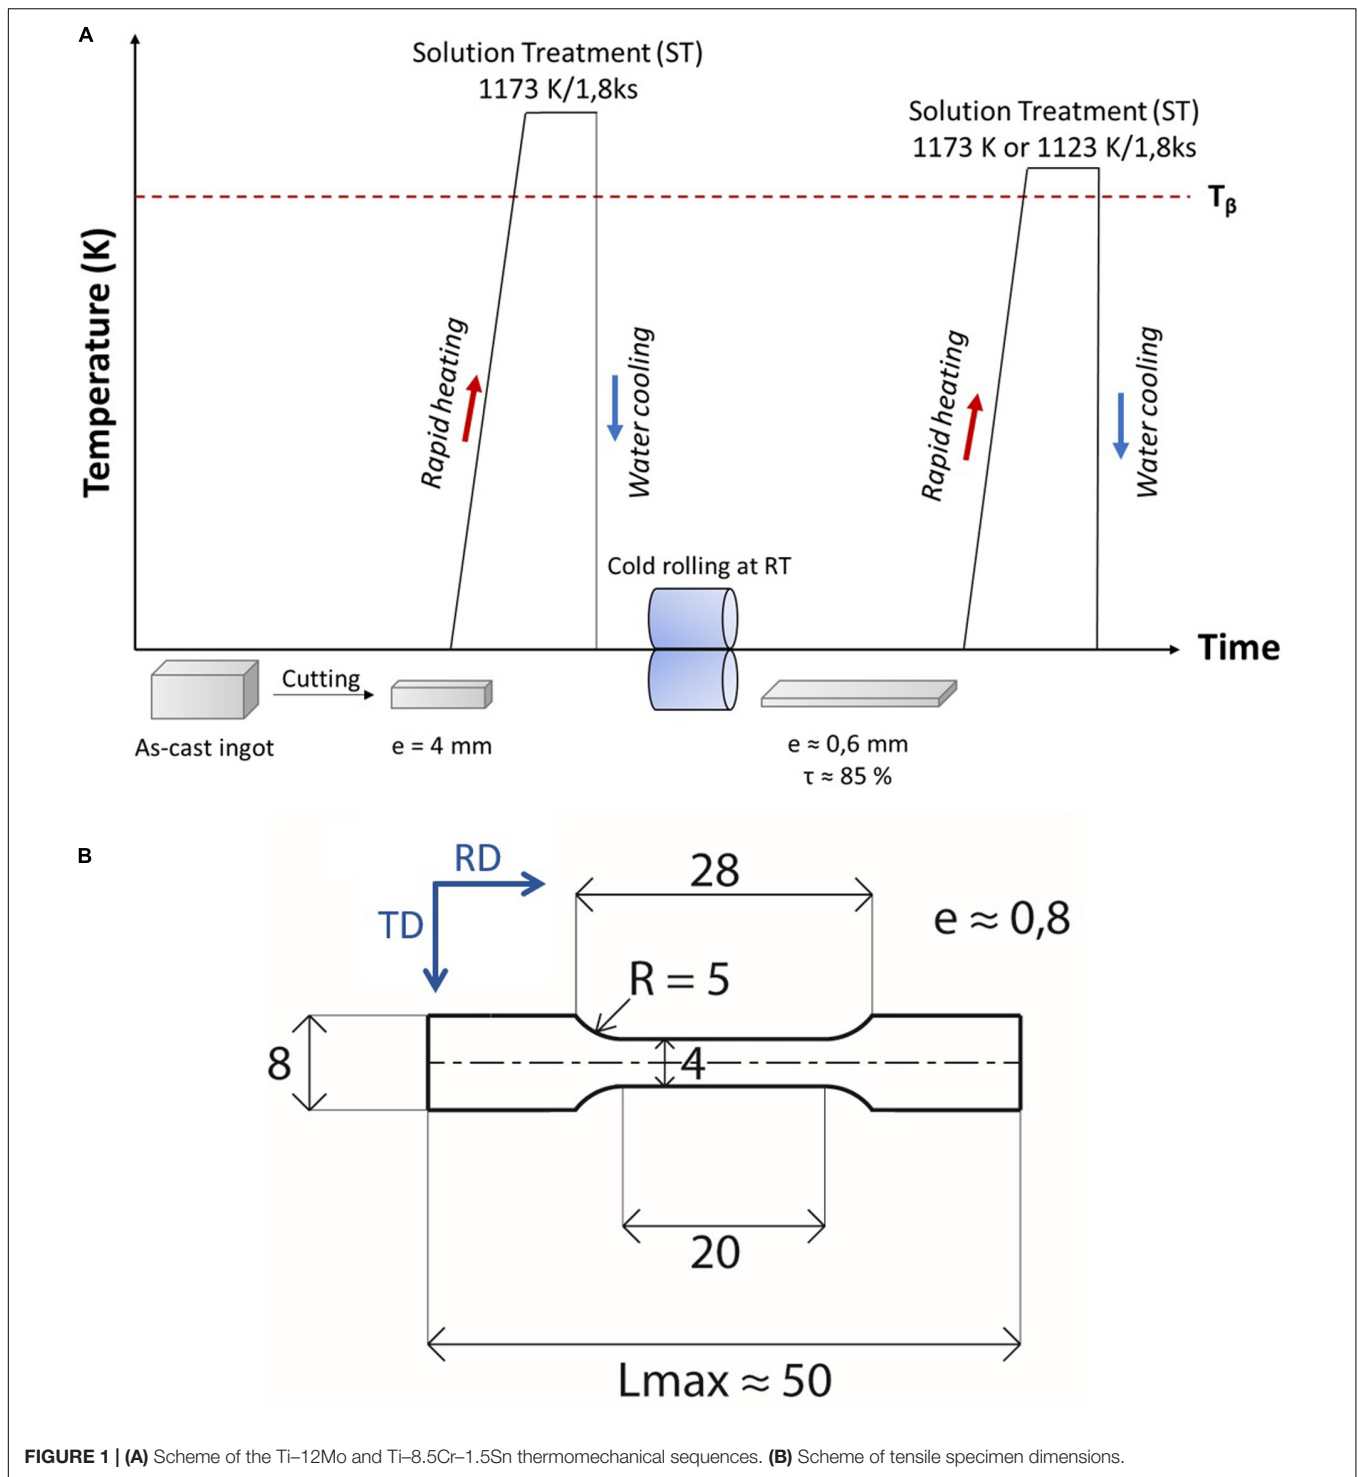 A
Solution Treatment (ST)
1173 K/1,8ks
Solution Treatment (ST)
1173 K or 1123 K/1,8ks
Tβ
Temperature (K)
Rapid heating
Water cooling
Rapid heating
Water cooling
Cold rolling at RT
Time
Cutting
As-cast ingot
e = 4 mm
e ≈ 0,6 mm
τ ≈ 85 %
B
RD
TD
28
e ≈ 0,8
R = 5
8
4
20
Lmax ≈ 50
FIGURE 1 | (A) Scheme of the Ti–12Mo and Ti–8.5Cr–1.5Sn thermomechanical sequences. (B) Scheme of tensile specimen dimensions.